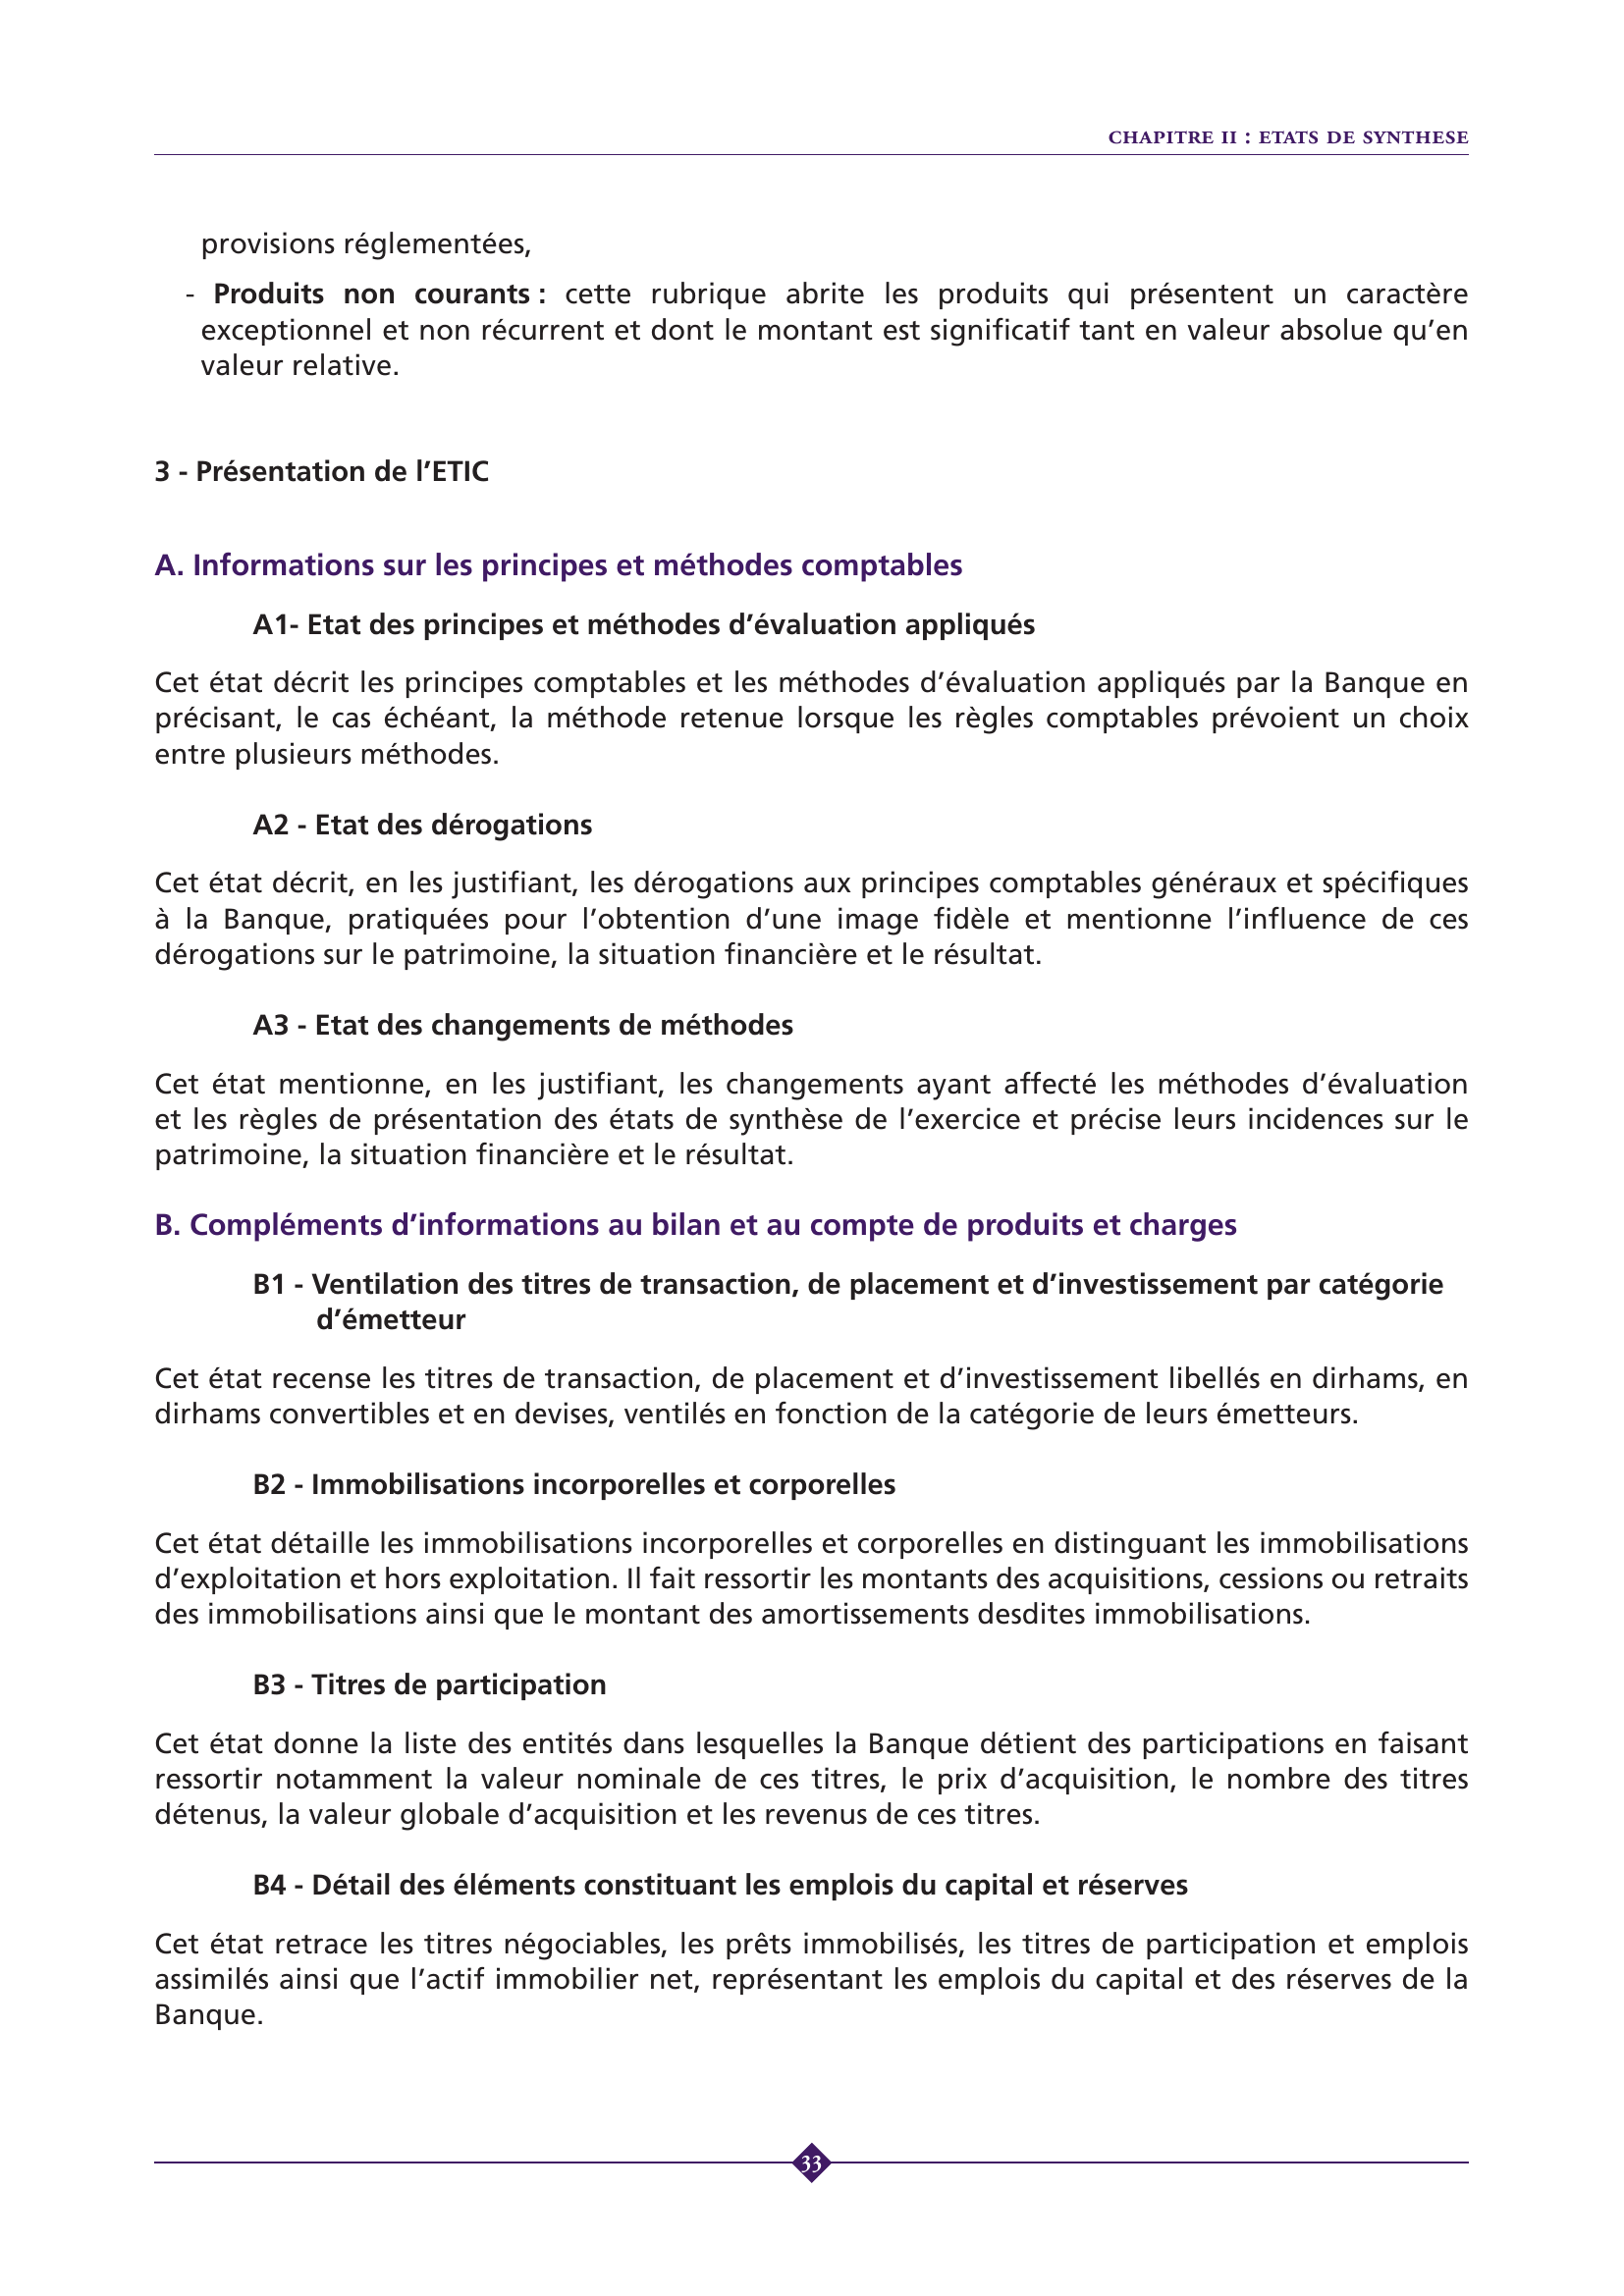 CHAPITRE II : ETATS DE SYNTHESE
provisions réglementées,
- Produits non courants : cette rubrique abrite les produits qui présentent un caractère
exceptionnel et non récurrent et dont le montant est significatif tant en valeur absolue qu’en
valeur relative.
3 - Présentation de l’ETIC
A. Informations sur les principes et méthodes comptables
A1- Etat des principes et méthodes d’évaluation appliqués
Cet état décrit les principes comptables et les méthodes d’évaluation appliqués par la Banque en
précisant, le cas échéant, la méthode retenue lorsque les règles comptables prévoient un choix
entre plusieurs méthodes.
A2 - Etat des dérogations
Cet état décrit, en les justifiant, les dérogations aux principes comptables généraux et spécifiques
à la Banque, pratiquées pour l’obtention d’une image fidèle et mentionne l’influence de ces
dérogations sur le patrimoine, la situation financière et le résultat.
A3 - Etat des changements de méthodes
Cet état mentionne, en les justifiant, les changements ayant affecté les méthodes d’évaluation
et les règles de présentation des états de synthèse de l’exercice et précise leurs incidences sur le
patrimoine, la situation financière et le résultat.
B. Compléments d’informations au bilan et au compte de produits et charges
B1 - Ventilation des titres de transaction, de placement et d’investissement par catégorie
d’émetteur
Cet état recense les titres de transaction, de placement et d’investissement libellés en dirhams, en
dirhams convertibles et en devises, ventilés en fonction de la catégorie de leurs émetteurs.
B2 - Immobilisations incorporelles et corporelles
Cet état détaille les immobilisations incorporelles et corporelles en distinguant les immobilisations
d’exploitation et hors exploitation. Il fait ressortir les montants des acquisitions, cessions ou retraits
des immobilisations ainsi que le montant des amortissements desdites immobilisations.
B3 - Titres de participation
Cet état donne la liste des entités dans lesquelles la Banque détient des participations en faisant
ressortir notamment la valeur nominale de ces titres, le prix d’acquisition, le nombre des titres
détenus, la valeur globale d’acquisition et les revenus de ces titres.
B4 - Détail des éléments constituant les emplois du capital et réserves
Cet état retrace les titres négociables, les prêts immobilisés, les titres de participation et emplois
assimilés ainsi que l’actif immobilier net, représentant les emplois du capital et des réserves de la
Banque.
33